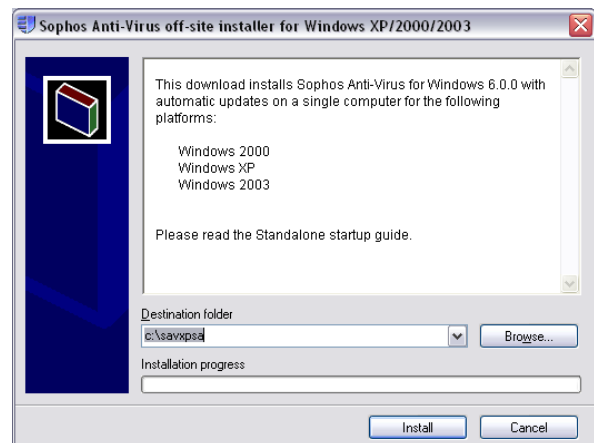 Sophos Anti-Virus off-site installer for Windows XP/2000/2003
This download installs Sophos Anti-Virus for Windows 6.0.0 with
automatic updates on a single computer for the following
platforms:
Windows 2000
Windows XP
Windows 2003
Please read the Standalone startup guide.
Destination folder
c:\savxpsa
Browse...
Installation progress
Install
Cancel